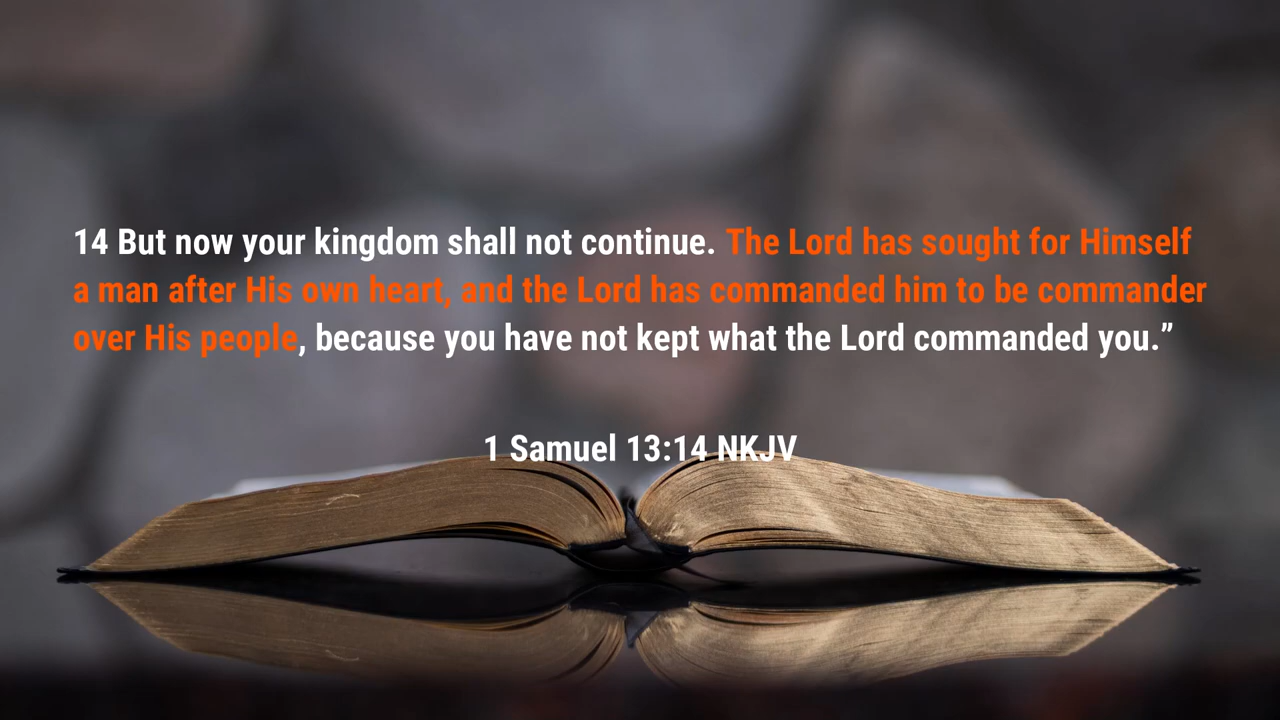 14 But now your kingdom shall not continue. The Lord has sought for Himself
a man after His own heart, and the Lord has commanded him to be commander
over His people, because you have not kept what the Lord commanded you.”
1 Samuel 13:14 NKJV